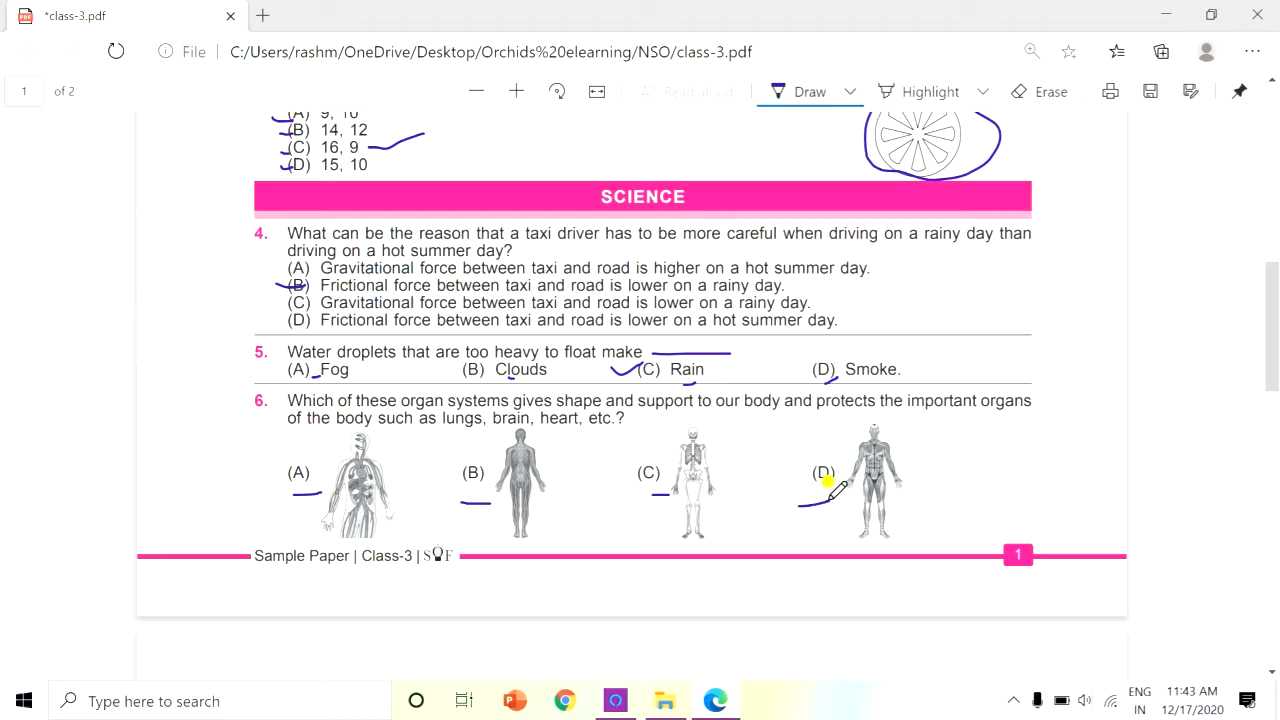 *class-3.pdf
File
C:/Users/rashm/OneDrive/Desktop/Orchids%20elearning/NSO/class-3.pdf
1 of 2
Read aloud
Draw
Highlight
Erase
(B) 14, 12
(C) 16, 9
(D) 15, 10
SCIENCE
4. What can be the reason that a taxi driver has to be more careful when driving on a rainy day than
driving on a hot summer day?
(A) Gravitational force between taxi and road is higher on a hot summer day.
(B) Frictional force between taxi and road is lower on a rainy day.
(C) Gravitational force between taxi and road is lower on a rainy day.
(D) Frictional force between taxi and road is lower on a hot summer day.
5. Water droplets that are too heavy to float make
(A) Fog (B) Clouds (C) Rain (D) Smoke.
6. Which of these organ systems gives shape and support to our body and protects the important organs
of the body such as lungs, brain, heart, etc.?
(A) (B) (C) (D)
Sample Paper | Class-3 | SOF
1
Type here to search
ENG
IN
11:43 AM
12/17/2020